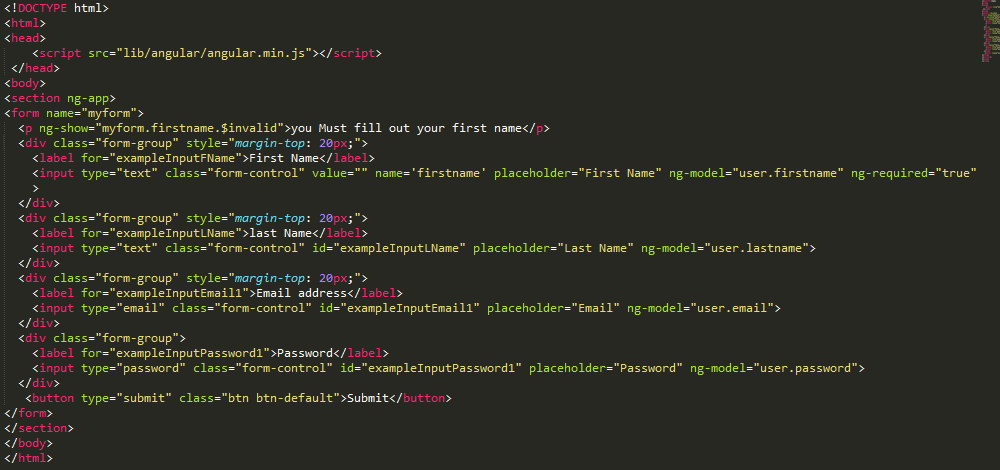 <!DOCTYPE html>
<html>
<head>
    <script src="lib/angular/angular.min.js"></script>
 </head>
<body>
<section ng-app>
<form name="myform">
  <p ng-show="myform.firstname.$invalid">you Must fill out your first name</p>
  <div class="form-group" style="margin-top: 20px;">
    <label for="exampleInputFName">First Name</label>
    <input type="text" class="form-control" value="" name='firstname' placeholder="First Name" ng-model="user.firstname" ng-required="true"
    >
  </div>
  <div class="form-group" style="margin-top: 20px;">
    <label for="exampleInputLName">last Name</label>
    <input type="text" class="form-control" id="exampleInputLName" placeholder="Last Name" ng-model="user.lastname">
  </div>
  <div class="form-group" style="margin-top: 20px;">
    <label for="exampleInputEmail1">Email address</label>
    <input type="email" class="form-control" id="exampleInputEmail1" placeholder="Email" ng-model="user.email">
  </div>
  <div class="form-group">
    <label for="exampleInputPassword1">Password</label>
    <input type="password" class="form-control" id="exampleInputPassword1" placeholder="Password" ng-model="user.password">
  </div>
   <button type="submit" class="btn btn-default">Submit</button>
</form>
</section>
</body>
</html>